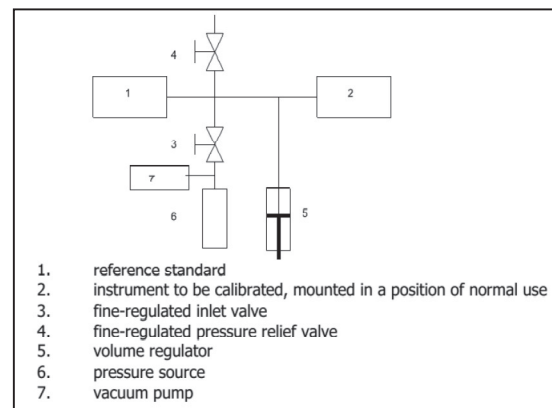 4
1
2
3
7
6
5
1. reference standard
2. instrument to be calibrated, mounted in a position of normal use
3. fine-regulated inlet valve
4. fine-regulated pressure relief valve
5. volume regulator
6. pressure source
7. vacuum pump